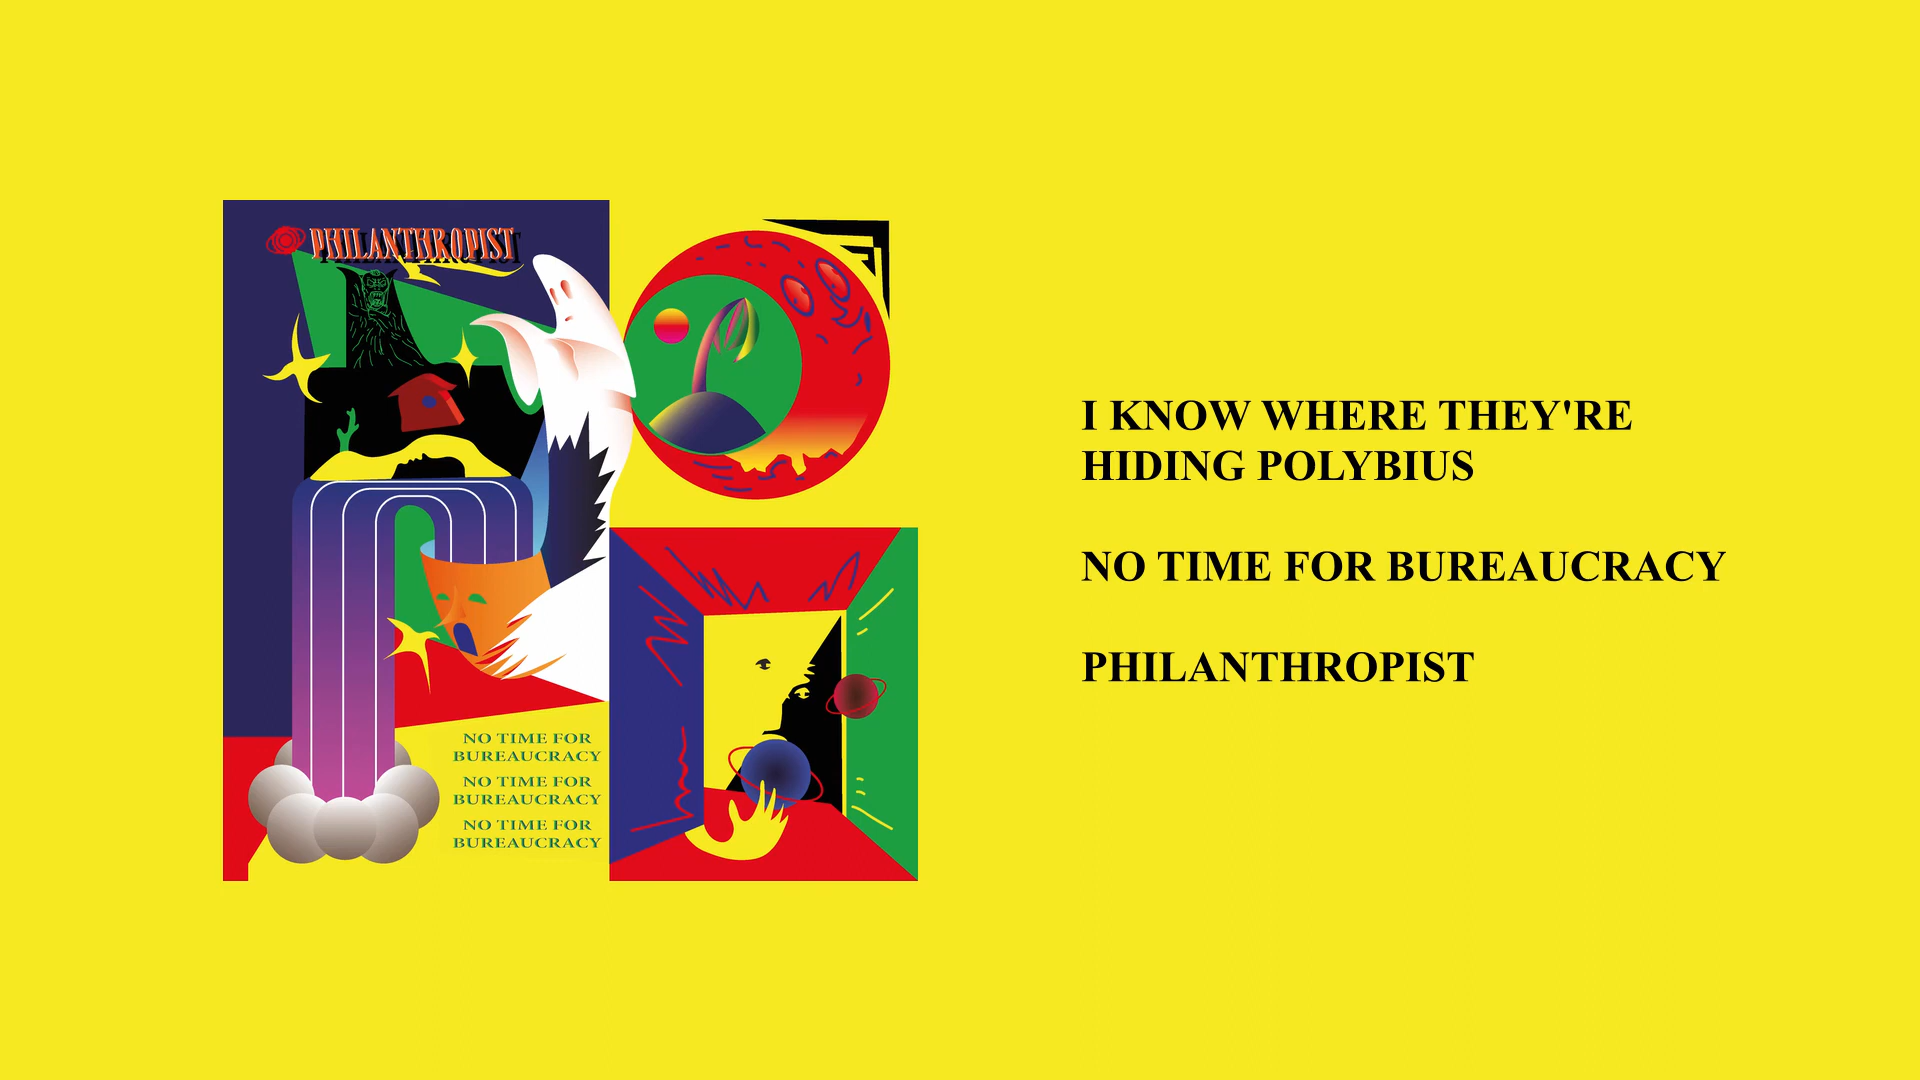 PHILANTHROPIST
NO TIME FOR
BUREAUCRACY
NO TIME FOR
BUREAUCRACY
NO TIME FOR
BUREAUCRACY
I KNOW WHERE THEY'RE
HIDING POLYBIUS
NO TIME FOR BUREAUCRACY
PHILANTHROPIST